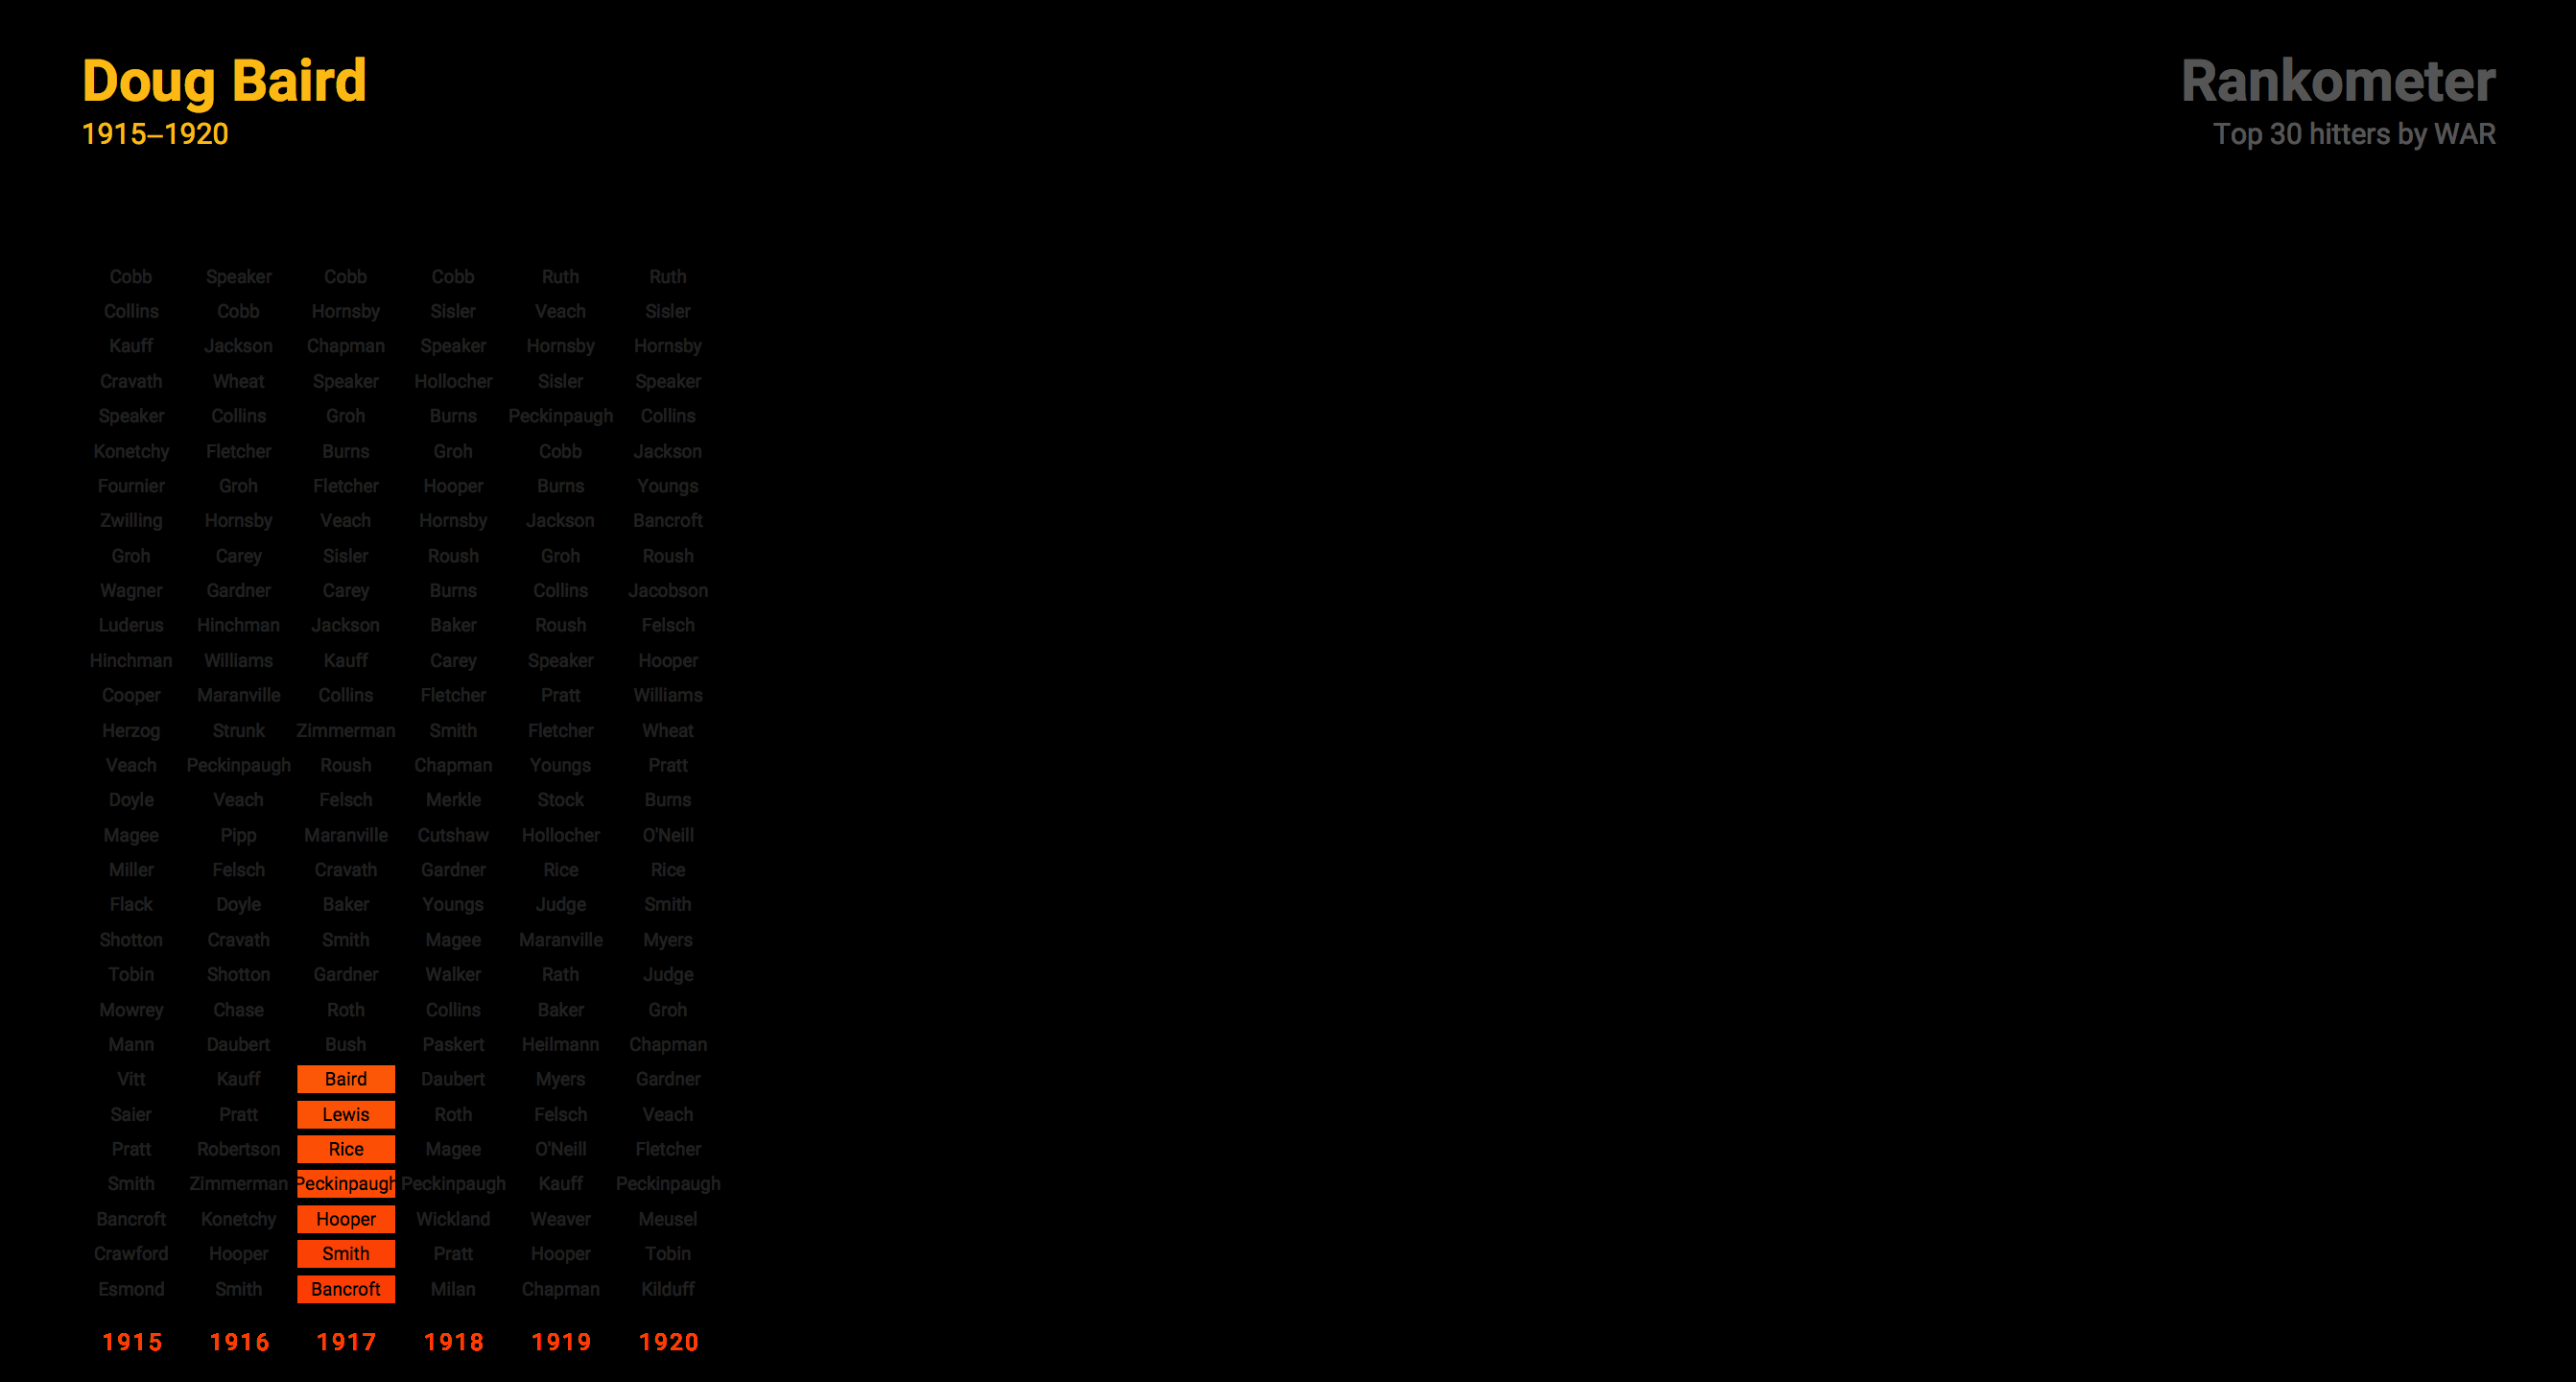 Doug Baird
1915–1920
Rankometer
Top 30 hitters by WAR
Cobb Speaker Cobb Cobb Ruth Ruth
Collins Cobb Hornsby Sisler Veach Sisler
Kauff Jackson Chapman Speaker Hornsby Hornsby
Cravath Wheat Speaker Hollocher Sisler Speaker
Speaker Collins Groh Burns Peckinpaugh Collins
Konetchy Fletcher Burns Groh Cobb Jackson
Fournier Groh Fletcher Hooper Burns Youngs
Zwilling Hornsby Veach Hornsby Jackson Bancroft
Groh Carey Sisler Roush Groh Roush
Wagner Gardner Carey Burns Collins Jacobson
Luderus Hinchman Jackson Baker Roush Felsch
Hinchman Williams Kauff Carey Speaker Hooper
Cooper Maranville Collins Fletcher Pratt Williams
Herzog Strunk Zimmerman Smith Fletcher Wheat
Veach Peckinpaugh Roush Chapman Youngs Pratt
Doyle Veach Felsch Merkle Stock Burns
Magee Pipp Maranville Cutshaw Hollocher O'Neill
Miller Felsch Cravath Gardner Rice Rice
Flack Doyle Baker Youngs Judge Smith
Shotton Cravath Smith Magee Maranville Myers
Tobin Shotton Gardner Walker Rath Judge
Mowrey Chase Roth Collins Baker Groh
Mann Daubert Bush Paskert Heilmann Chapman
Vitt Kauff Baird Daubert Myers Gardner
Saier Pratt Lewis Roth Felsch Veach
Pratt Robertson Rice Magee O'Neill Fletcher
Smith Zimmerman Peckinpaugh Peckinpaugh Kauff Peckinpaugh
Bancroft Konetchy Hooper Wickland Weaver Meusel
Crawford Hooper Smith Pratt Hooper Tobin
Esmond Smith Bancroft Milan Chapman Kilduff
1915 1916 1917 1918 1919 1920